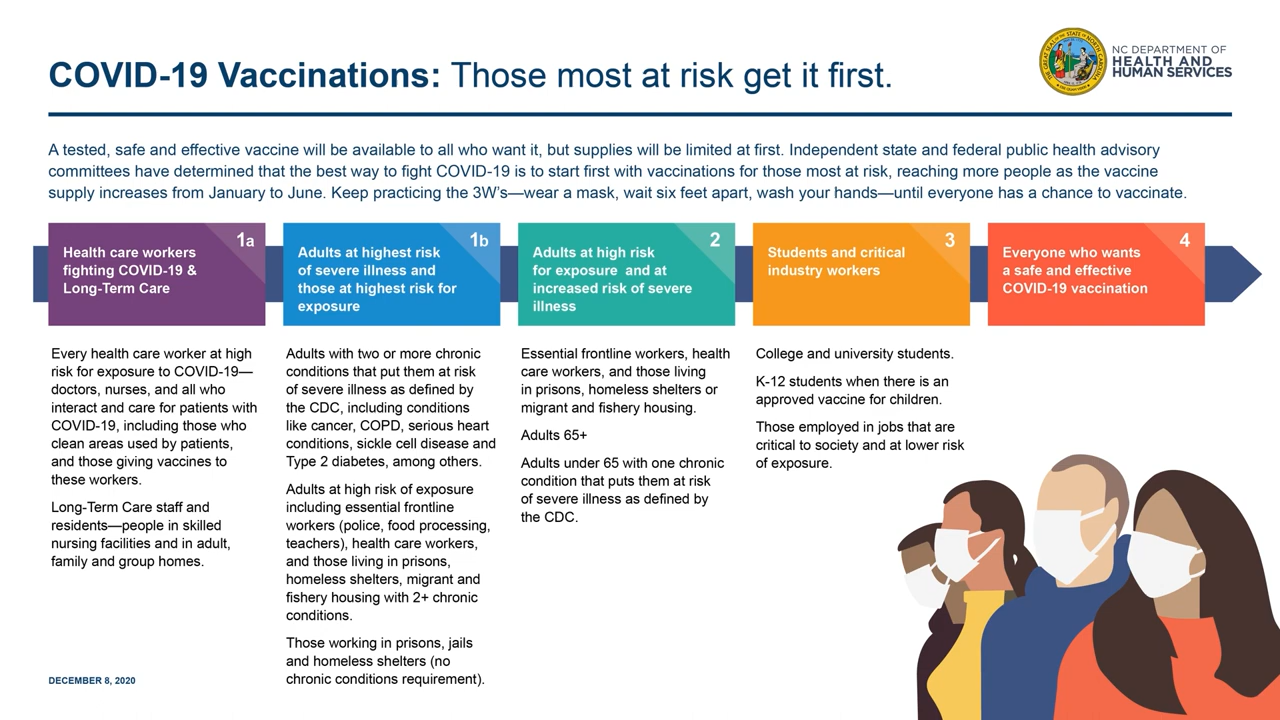 COVID-19 Vaccinations: Those most at risk get it first.
NC DEPARTMENT OF
HEALTH AND
HUMAN SERVICES
A tested, safe and effective vaccine will be available to all who want it, but supplies will be limited at first. Independent state and federal public health advisory
committees have determined that the best way to fight COVID-19 is to start first with vaccinations for those most at risk, reaching more people as the vaccine
supply increases from January to June. Keep practicing the 3W's—wear a mask, wait six feet apart, wash your hands—until everyone has a chance to vaccinate.
1a
Health care workers
fighting COVID-19 &
Long-Term Care
Every health care worker at high
risk for exposure to COVID-19—
doctors, nurses, and all who
interact and care for patients with
COVID-19, including those who
clean areas used by patients,
and those giving vaccines to
these workers.
Long-Term Care staff and
residents—people in skilled
nursing facilities and in adult,
family and group homes.
1b
Adults at highest risk
of severe illness and
those at highest risk for
exposure
Adults with two or more chronic
conditions that put them at risk
of severe illness as defined by
the CDC, including conditions
like cancer, COPD, serious heart
conditions, sickle cell disease and
Type 2 diabetes, among others.
Adults at high risk of exposure
including essential frontline
workers (police, food processing,
teachers), health care workers,
and those living in prisons,
homeless shelters, migrant and
fishery housing with 2+ chronic
conditions.
Those working in prisons, jails
and homeless shelters (no
chronic conditions requirement).
2
Adults at high risk
for exposure and at
increased risk of severe
illness
Essential frontline workers, health
care workers, and those living
in prisons, homeless shelters or
migrant and fishery housing.
Adults 65+
Adults under 65 with one chronic
condition that puts them at risk
of severe illness as defined by
the CDC.
3
Students and critical
industry workers
College and university students.
K-12 students when there is an
approved vaccine for children.
Those employed in jobs that are
critical to society and at lower risk
of exposure.
4
Everyone who wants
a safe and effective
COVID-19 vaccination
DECEMBER 8, 2020